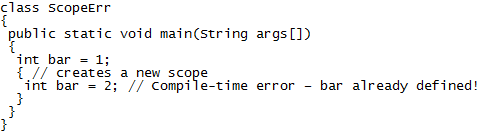 class ScopeErr
{
 public static void main(String args[])
 {
  int bar = 1;
  { // creates a new scope
   int bar = 2; // Compile-time error – bar already defined!
  }
 }
}